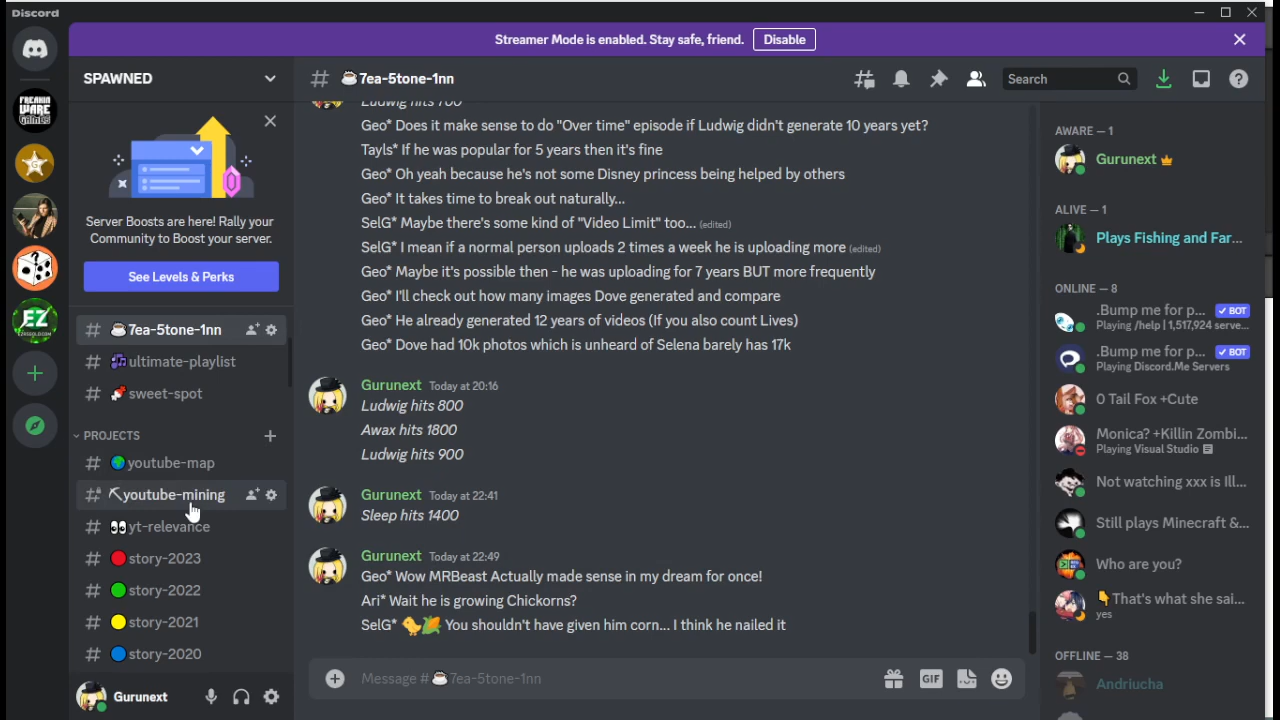 Discord
Streamer Mode is enabled. Stay safe, friend. Disable
SPAWNED
Server Boosts are here! Rally your
Community to Boost your server.
See Levels & Perks
7ea-5tone-1nn
ultimate-playlist
sweet-spot
PROJECTS
youtube-map
youtube-mining
yt-relevance
story-2023
story-2022
story-2021
story-2020
Gurunext
FREAKIN
WARE
GAMES
EZ
# 7ea-5tone-1nn
Search
Ludwig hits 700
Geo* Does it make sense to do "Over time" episode if Ludwig didn't generate 10 years yet?
Tayls* If he was popular for 5 years then it's fine
Geo* Oh yeah because he's not some Disney princess being helped by others
Geo* It takes time to break out naturally...
SelG* Maybe there's some kind of "Video Limit" too... (edited)
SelG* I mean if a normal person uploads 2 times a week he is uploading more (edited)
Geo* Maybe it's possible then - he was uploading for 7 years BUT more frequently
Geo* I'll check out how many images Dove generated and compare
Geo* He already generated 12 years of videos (If you also count Lives)
Geo* Dove had 10k photos which is unheard of Selena barely has 17k
Gurunext Today at 20:16
Ludwig hits 800
Awax hits 1800
Ludwig hits 900
Gurunext Today at 22:41
Sleep hits 1400
Gurunext Today at 22:49
Geo* Wow MRBeast Actually made sense in my dream for once!
Ari* Wait he is growing Chickorns?
SelG* 🐤🌽 You shouldn't have given him corn... I think he nailed it
Message # 7ea-5tone-1nn
GIF
AWARE — 1
Gurunext
ALIVE — 1
Plays Fishing and Far...
ONLINE — 8
.Bump me for p... ✓ BOT
Playing /help | 1,517,924 serve...
.Bump me for p... ✓ BOT
Playing Discord.Me Servers
0 Tail Fox +Cute
Monica? +Killin Zombi...
Playing Visual Studio
Not watching xxx is Ill...
Still plays Minecraft &...
Who are you?
👇That's what she sai...
yes
OFFLINE — 38
Andriucha